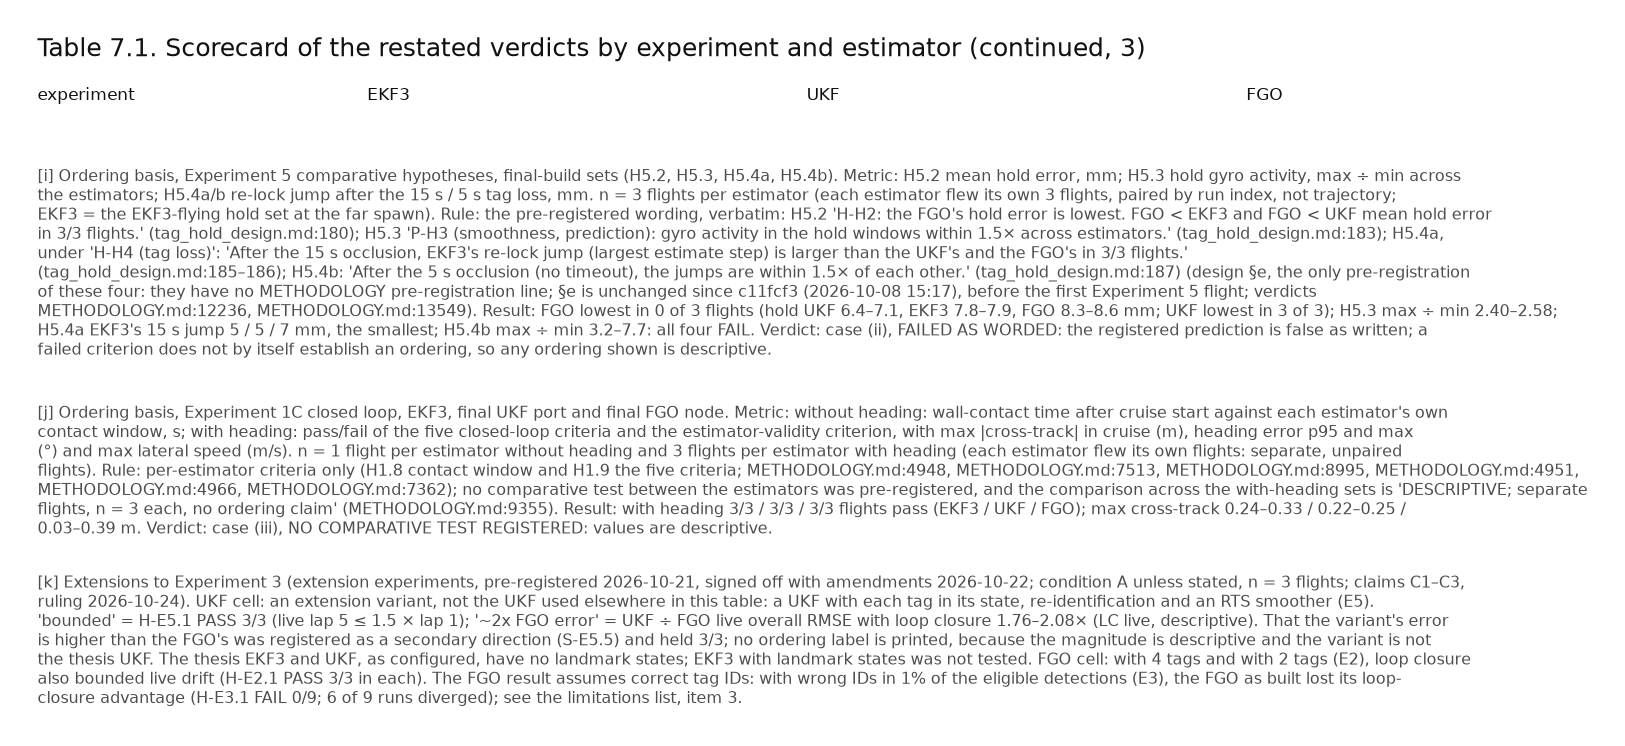 Table 7.1. Scorecard of the restated verdicts by experiment and estimator (continued, 3)
experiment EKF3 UKF FGO
[i] Ordering basis, Experiment 5 comparative hypotheses, final-build sets (H5.2, H5.3, H5.4a, H5.4b). Metric: H5.2 mean hold error, mm; H5.3 hold gyro activity, max ÷ min across
the estimators; H5.4a/b re-lock jump after the 15 s / 5 s tag loss, mm. n = 3 flights per estimator (each estimator flew its own 3 flights, paired by run index, not trajectory;
EKF3 = the EKF3-flying hold set at the far spawn). Rule: the pre-registered wording, verbatim: H5.2 'H-H2: the FGO's hold error is lowest. FGO < EKF3 and FGO < UKF mean hold error
in 3/3 flights.' (tag_hold_design.md:180); H5.3 'P-H3 (smoothness, prediction): gyro activity in the hold windows within 1.5× across estimators.' (tag_hold_design.md:183); H5.4a,
under 'H-H4 (tag loss)': 'After the 15 s occlusion, EKF3's re-lock jump (largest estimate step) is larger than the UKF's and the FGO's in 3/3 flights.'
(tag_hold_design.md:185–186); H5.4b: 'After the 5 s occlusion (no timeout), the jumps are within 1.5× of each other.' (tag_hold_design.md:187) (design §e, the only pre-registration
of these four: they have no METHODOLOGY pre-registration line; §e is unchanged since c11fcf3 (2026-10-08 15:17), before the first Experiment 5 flight; verdicts
METHODOLOGY.md:12236, METHODOLOGY.md:13549). Result: FGO lowest in 0 of 3 flights (hold UKF 6.4–7.1, EKF3 7.8–7.9, FGO 8.3–8.6 mm; UKF lowest in 3 of 3); H5.3 max ÷ min 2.40–2.58;
H5.4a EKF3's 15 s jump 5 / 5 / 7 mm, the smallest; H5.4b max ÷ min 3.2–7.7: all four FAIL. Verdict: case (ii), FAILED AS WORDED: the registered prediction is false as written; a
failed criterion does not by itself establish an ordering, so any ordering shown is descriptive.
[j] Ordering basis, Experiment 1C closed loop, EKF3, final UKF port and final FGO node. Metric: without heading: wall-contact time after cruise start against each estimator's own
contact window, s; with heading: pass/fail of the five closed-loop criteria and the estimator-validity criterion, with max |cross-track| in cruise (m), heading error p95 and max
(°) and max lateral speed (m/s). n = 1 flight per estimator without heading and 3 flights per estimator with heading (each estimator flew its own flights: separate, unpaired
flights). Rule: per-estimator criteria only (H1.8 contact window and H1.9 the five criteria; METHODOLOGY.md:4948, METHODOLOGY.md:7513, METHODOLOGY.md:8995, METHODOLOGY.md:4951,
METHODOLOGY.md:4966, METHODOLOGY.md:7362); no comparative test between the estimators was pre-registered, and the comparison across the with-heading sets is 'DESCRIPTIVE; separate
flights, n = 3 each, no ordering claim' (METHODOLOGY.md:9355). Result: with heading 3/3 / 3/3 / 3/3 flights pass (EKF3 / UKF / FGO); max cross-track 0.24–0.33 / 0.22–0.25 /
0.03–0.39 m. Verdict: case (iii), NO COMPARATIVE TEST REGISTERED: values are descriptive.
[k] Extensions to Experiment 3 (extension experiments, pre-registered 2026-10-21, signed off with amendments 2026-10-22; condition A unless stated, n = 3 flights; claims C1–C3,
ruling 2026-10-24). UKF cell: an extension variant, not the UKF used elsewhere in this table: a UKF with each tag in its state, re-identification and an RTS smoother (E5).
'bounded' = H-E5.1 PASS 3/3 (live lap 5 ≤ 1.5 × lap 1); '~2x FGO error' = UKF ÷ FGO live overall RMSE with loop closure 1.76–2.08× (LC live, descriptive). That the variant's error
is higher than the FGO's was registered as a secondary direction (S-E5.5) and held 3/3; no ordering label is printed, because the magnitude is descriptive and the variant is not
the thesis UKF. The thesis EKF3 and UKF, as configured, have no landmark states; EKF3 with landmark states was not tested. FGO cell: with 4 tags and with 2 tags (E2), loop closure
also bounded live drift (H-E2.1 PASS 3/3 in each). The FGO result assumes correct tag IDs: with wrong IDs in 1% of the eligible detections (E3), the FGO as built lost its loop-
closure advantage (H-E3.1 FAIL 0/9; 6 of 9 runs diverged); see the limitations list, item 3.